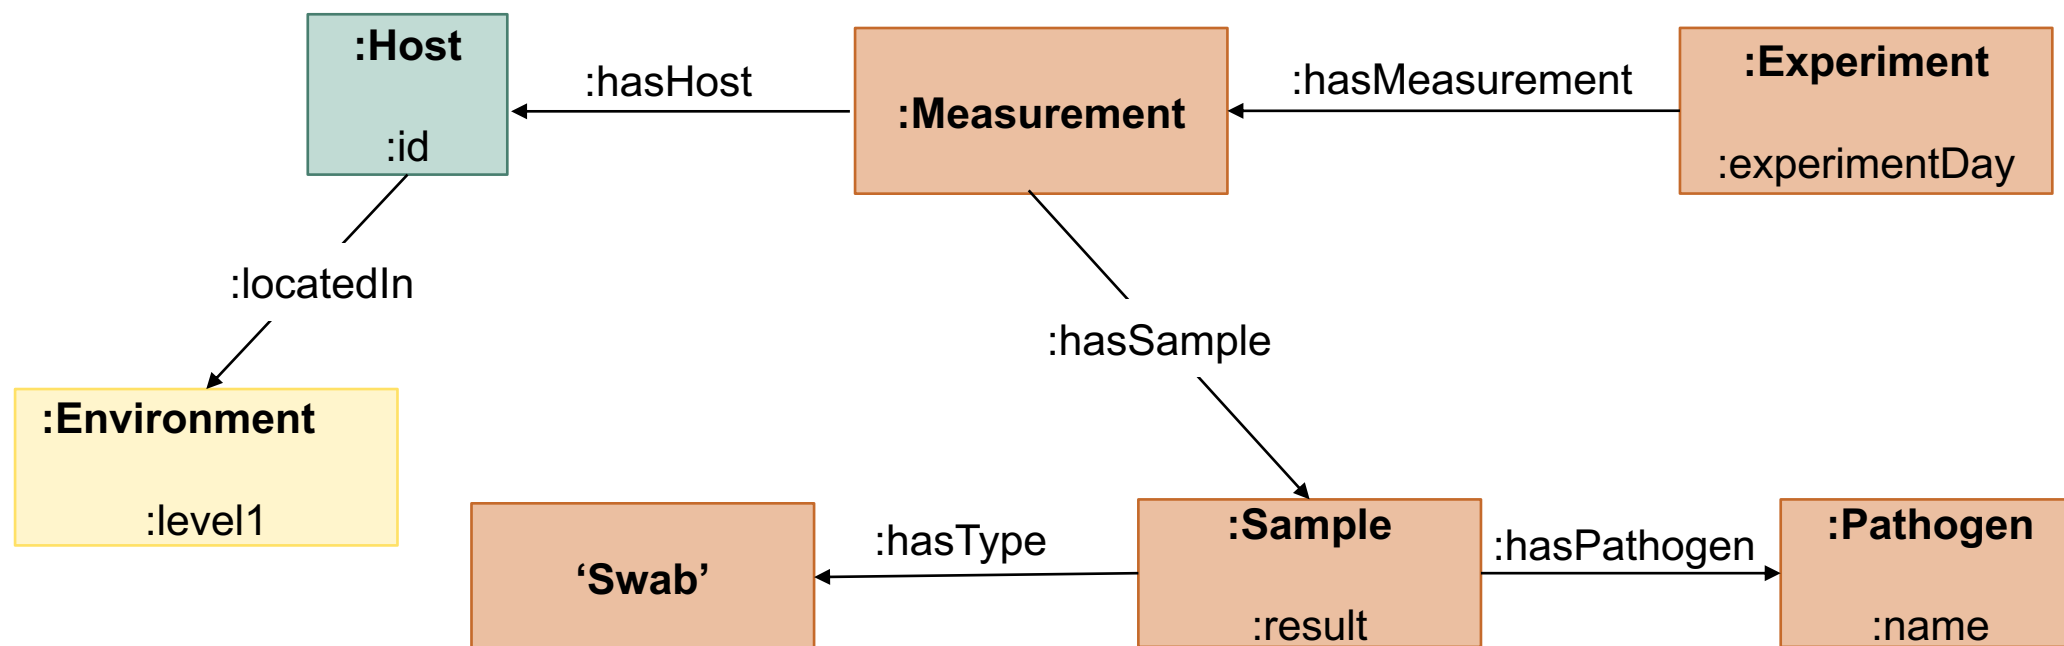 :Host
:id
:hasHost
:Measurement
:hasMeasurement
:Experiment
:experimentDay
:locatedIn
:hasSample
:Environment
:level1
‘Swab’
:hasType
:Sample
:result
:hasPathogen
:Pathogen
:name